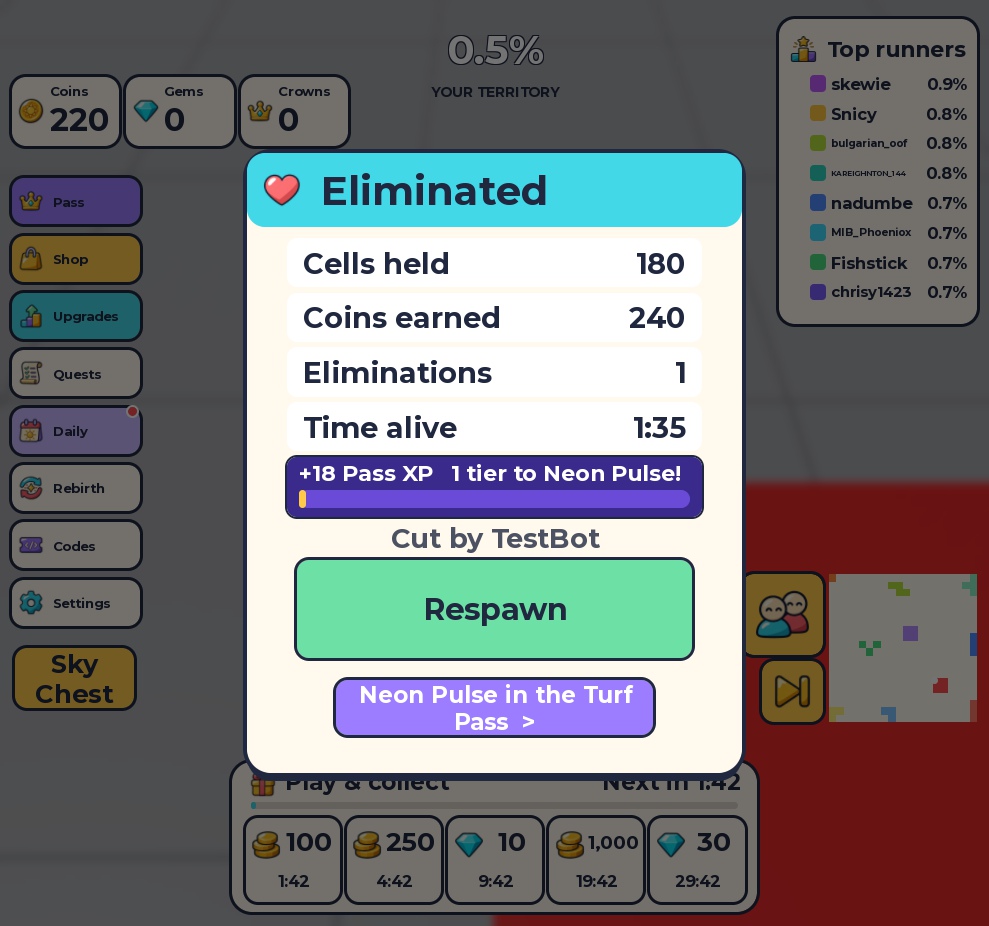 0.5%
YOUR TERRITORY
Coins
220
Gems
0
Crowns
0
Top runners
skewie 0.9%
Snicy 0.8%
bulgarian_oof 0.8%
KAREIGHNTON_144 0.8%
nadumbe 0.7%
MIB_Phoeniox 0.7%
Fishstick 0.7%
chrisy1423 0.7%
Pass
Shop
Upgrades
Quests
Daily
Rebirth
Codes
Settings
Sky
Chest
Eliminated
Cells held 180
Coins earned 240
Eliminations 1
Time alive 1:35
+18 Pass XP 1 tier to Neon Pulse!
Cut by TestBot
Respawn
Neon Pulse in the Turf
Pass >
Play & collect Next in 1:42
100 250 10 1,000 30
1:42 4:42 9:42 19:42 29:42